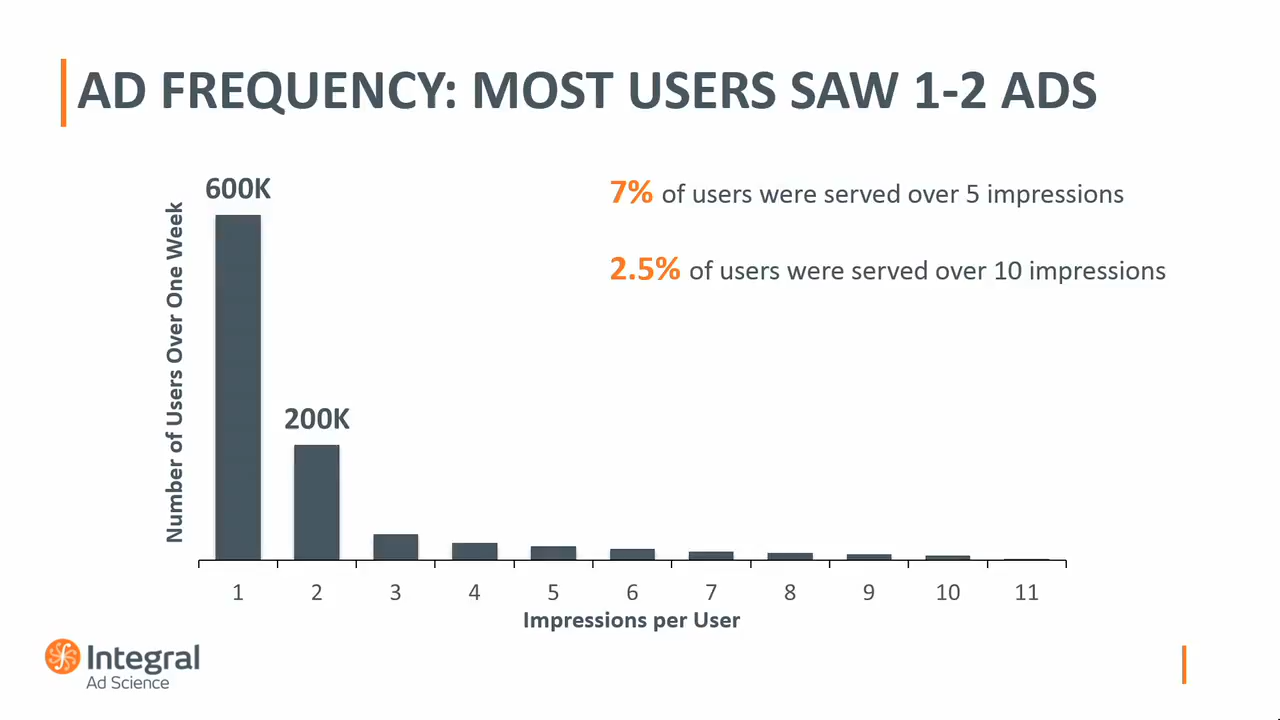 AD FREQUENCY: MOST USERS SAW 1-2 ADS
600K
7% of users were served over 5 impressions
2.5% of users were served over 10 impressions
Number of Users Over One Week
200K
1 2 3 4 5 6 7 8 9 10 11
Impressions per User
Integral
Ad Science